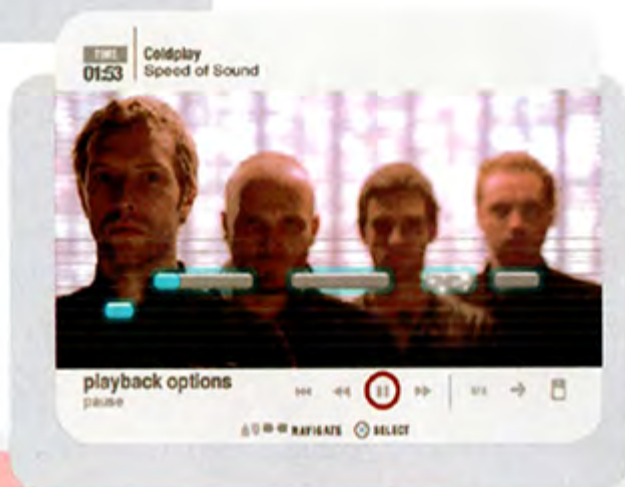 TIME
01:53
Coldplay
Speed of Sound
playback options
pause
NAVIGATE
SELECT